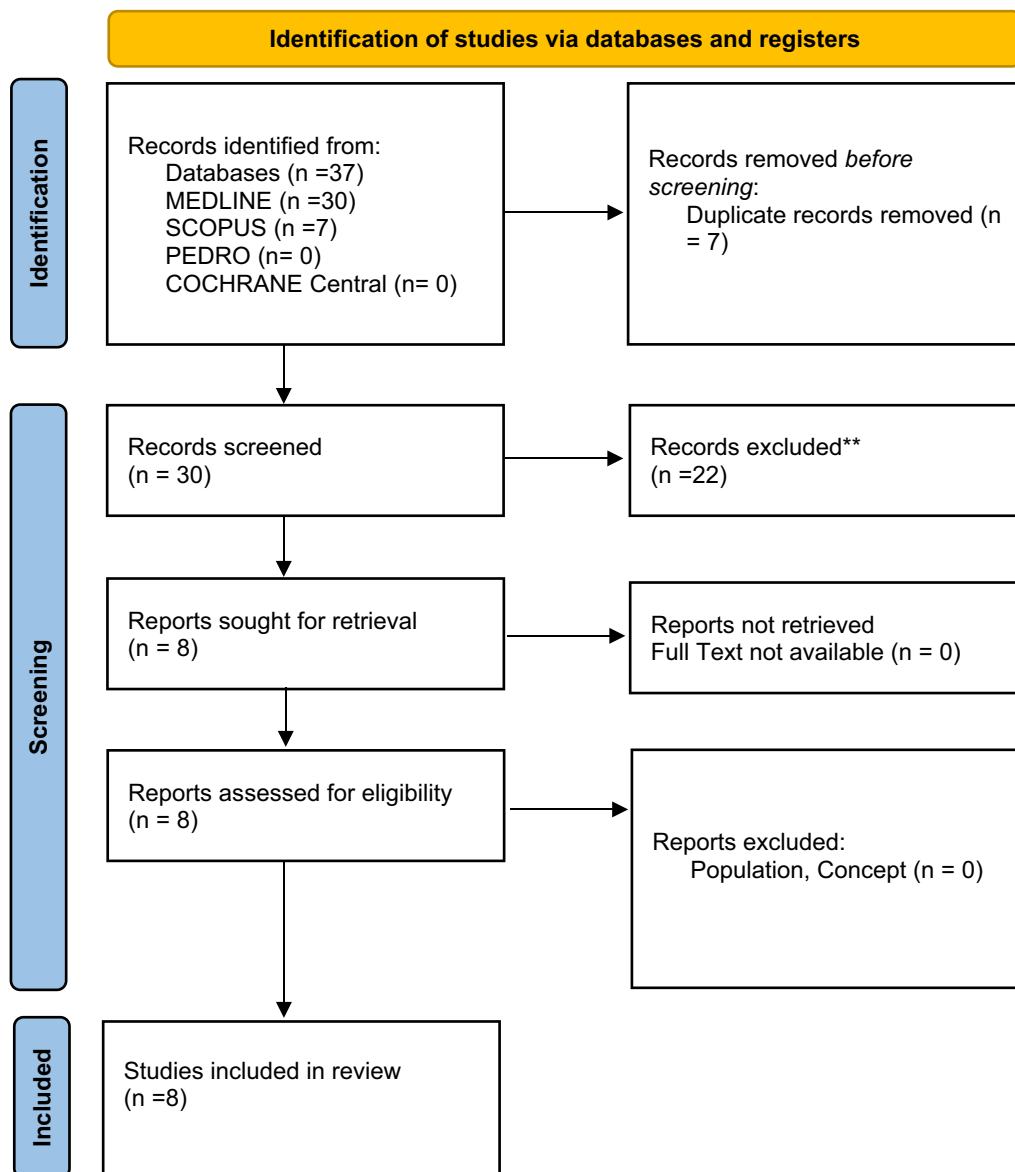 Identification of studies via databases and registers
Identification
Records identified from:
Databases (n =37)
MEDLINE (n =30)
SCOPUS (n =7)
PEDRO (n= 0)
COCHRANE Central (n= 0)
Records removed before
screening:
Duplicate records removed (n
= 7)
Screening
Records screened
(n = 30)
Records excluded**
(n =22)
Reports sought for retrieval
(n = 8)
Reports not retrieved
Full Text not available (n = 0)
Reports assessed for eligibility
(n = 8)
Reports excluded:
Population, Concept (n = 0)
Included
Studies included in review
(n =8)